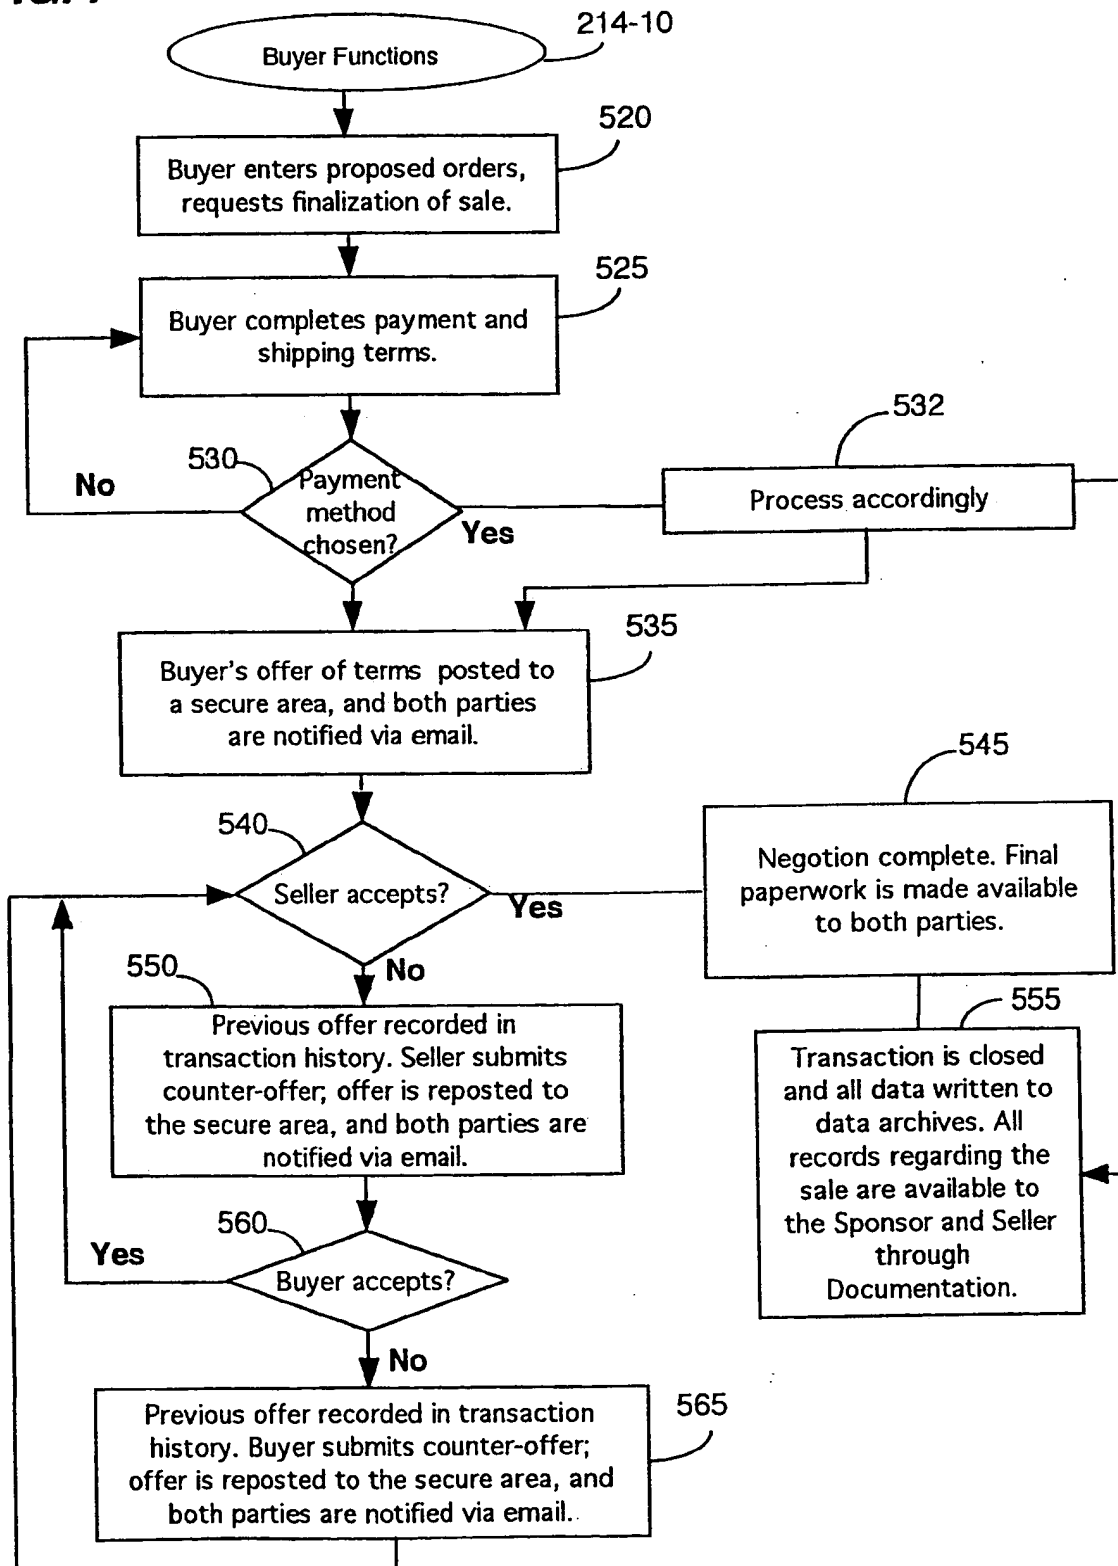 214-10
Buyer Functions
520
Buyer enters proposed orders,
requests finalization of sale.
525
Buyer completes payment and
shipping terms.
532
530
No
Payment
method
chosen?
Yes
Process accordingly
535
Buyer's offer of terms posted to
a secure area, and both parties
are notified via email.
545
540
Seller accepts?
Yes
Negotion complete. Final
paperwork is made available
to both parties.
No
550
Previous offer recorded in
transaction history. Seller submits
counter-offer; offer is reposted to
the secure area, and both parties are
notified via email.
555
Transaction is closed
and all data written to
data archives. All
records regarding the
sale are available to
the Sponsor and Seller
through
Documentation.
560
Yes
Buyer accepts?
No
565
Previous offer recorded in transaction
history. Buyer submits counter-offer;
offer is reposted to the secure area, and
both parties are notified via email.